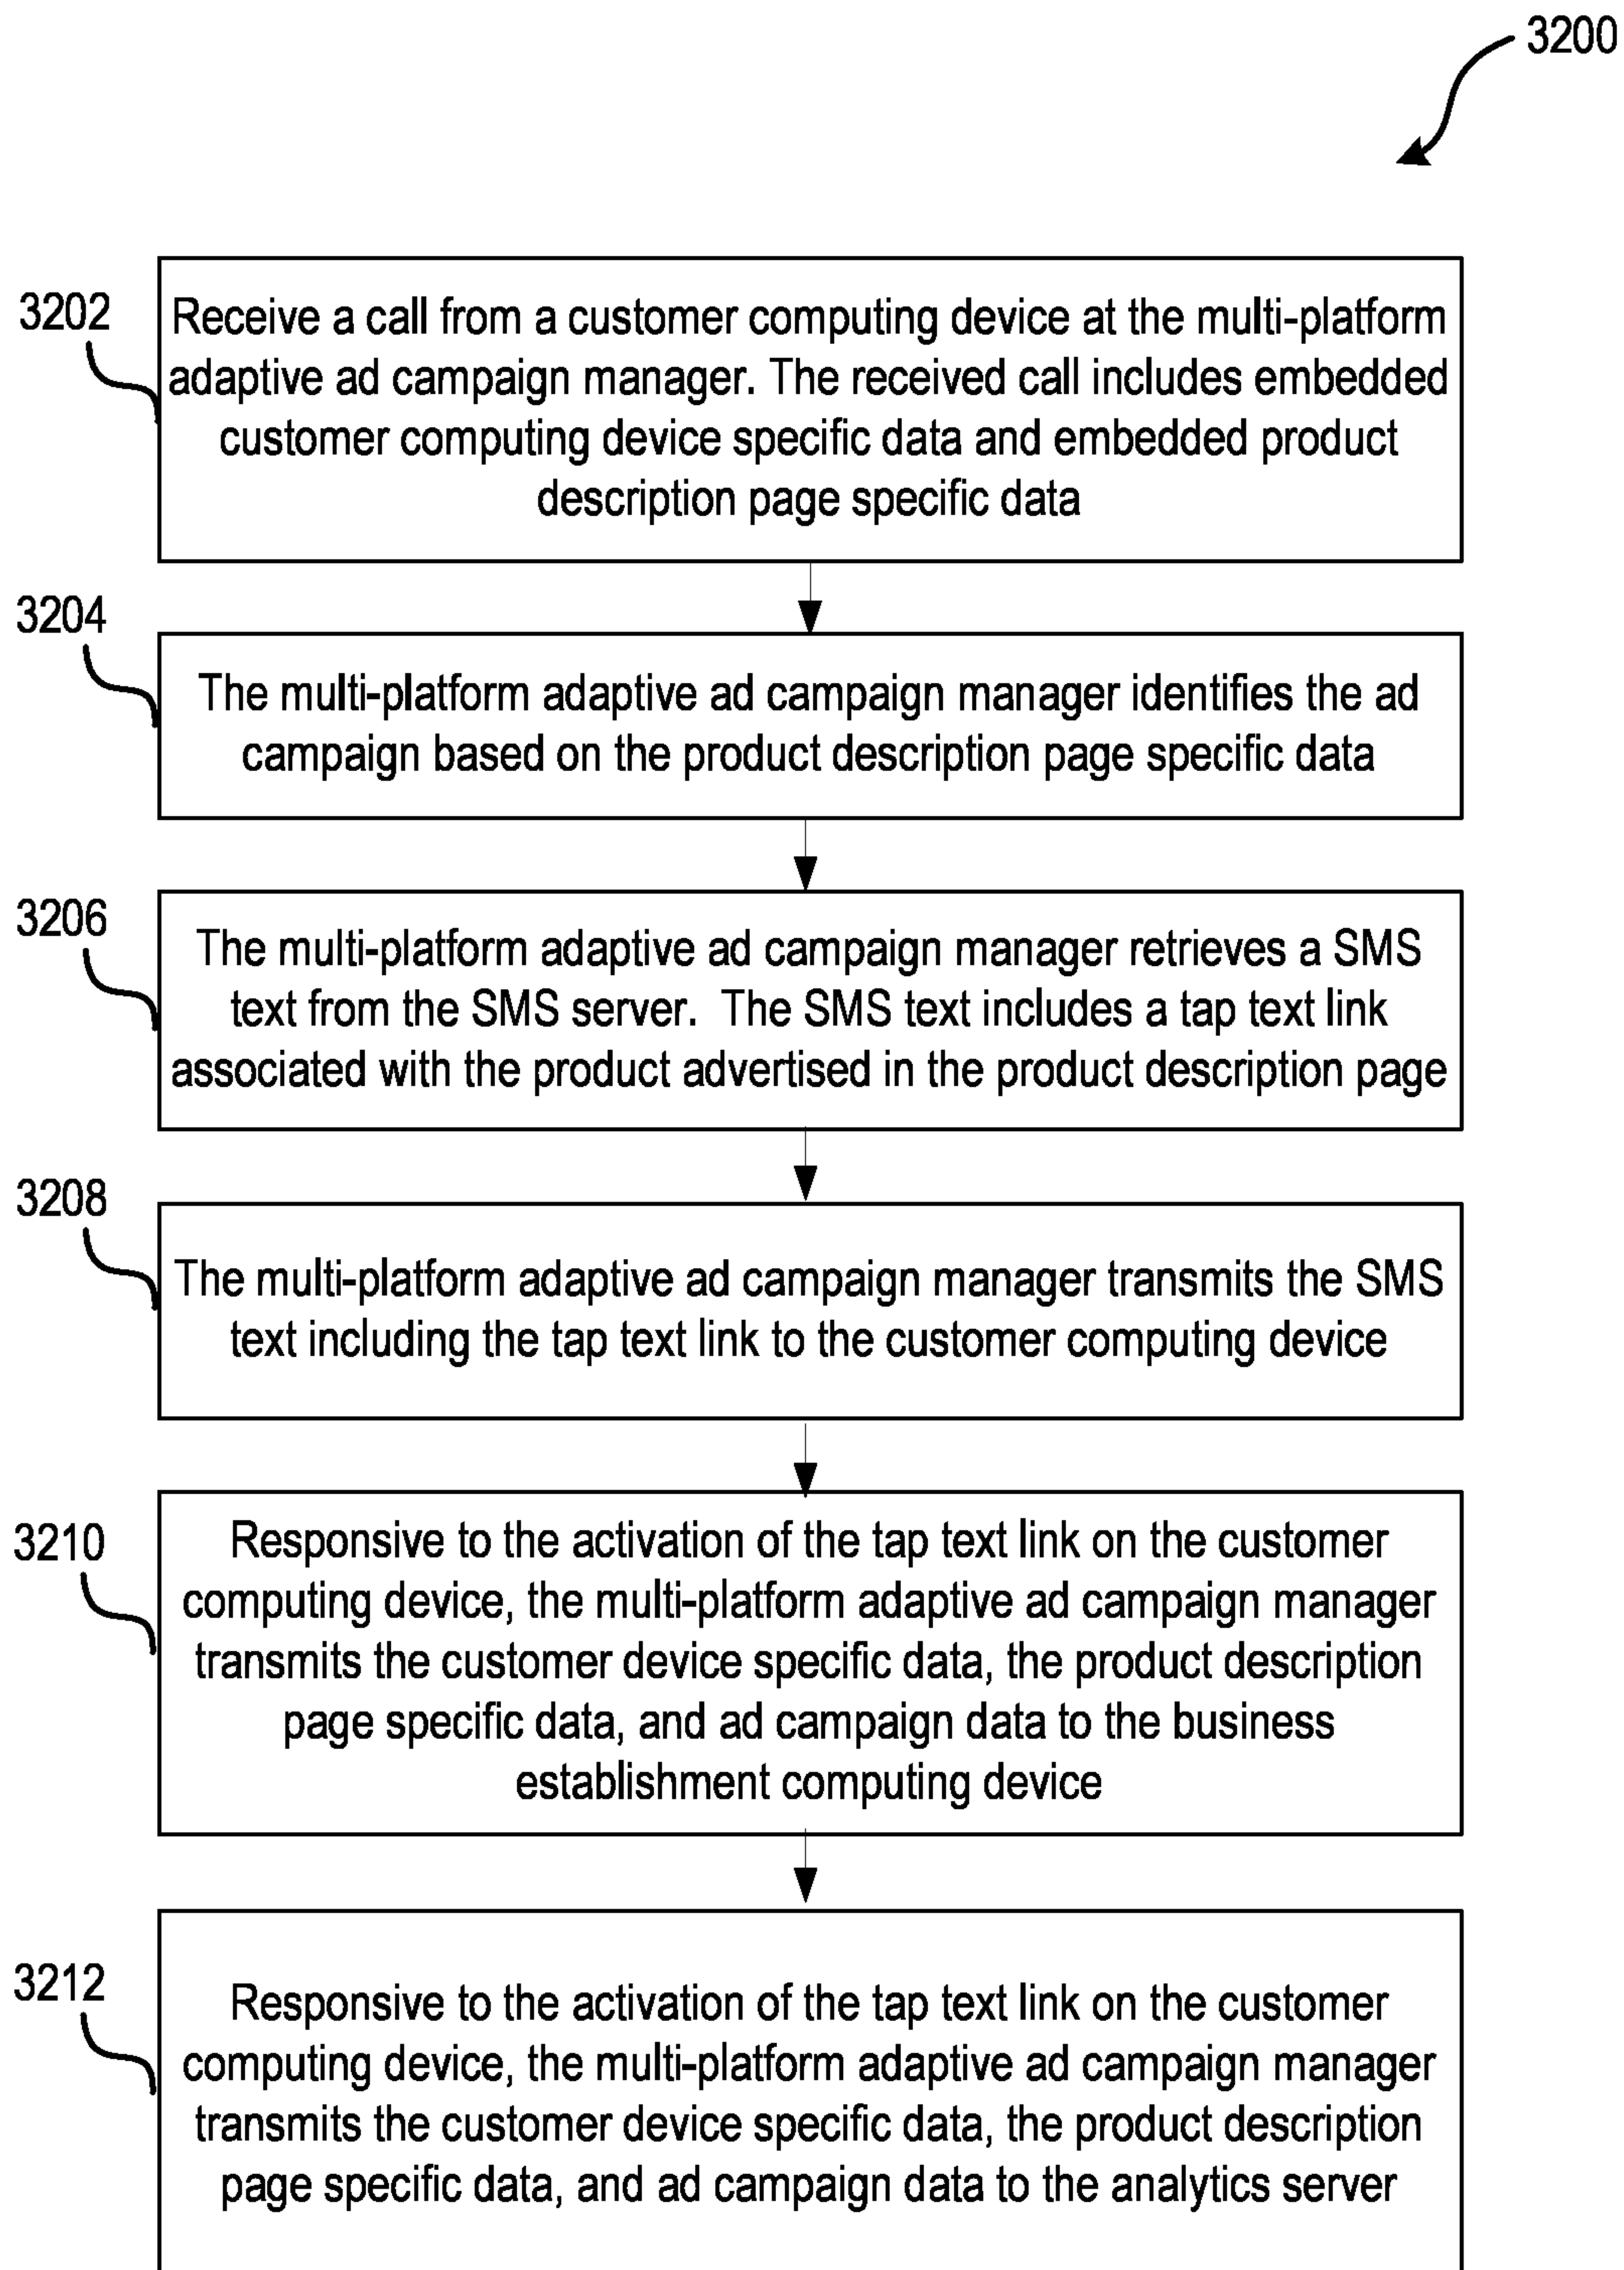 3200
3202
Receive a call from a customer computing device at the multi-platform
adaptive ad campaign manager. The received call includes embedded
customer computing device specific data and embedded product
description page specific data
3204
The multi-platform adaptive ad campaign manager identifies the ad
campaign based on the product description page specific data
3206
The multi-platform adaptive ad campaign manager retrieves a SMS
text from the SMS server. The SMS text includes a tap text link
associated with the product advertised in the product description page
3208
The multi-platform adaptive ad campaign manager transmits the SMS
text including the tap text link to the customer computing device
3210
Responsive to the activation of the tap text link on the customer
computing device, the multi-platform adaptive ad campaign manager
transmits the customer device specific data, the product description
page specific data, and ad campaign data to the business
establishment computing device
3212
Responsive to the activation of the tap text link on the customer
computing device, the multi-platform adaptive ad campaign manager
transmits the customer device specific data, the product description
page specific data, and ad campaign data to the analytics server